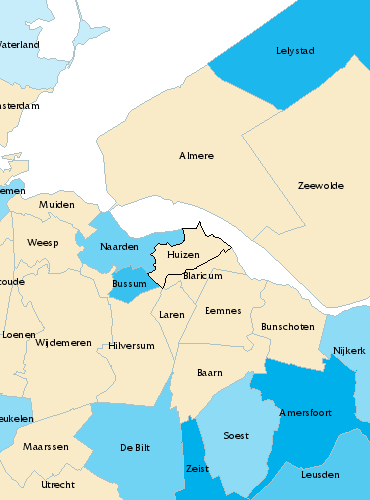 Waterland
Lelystad
msterdam
Almere
Zeewolde
emen
Muiden
Weesp
Naarden
Huizen
Blaricum
Bussum
oude
Laren
Eemnes
Bunschoten
Loenen
Wijdemeren
Hilversum
Nijkerk
Baarn
Amersfoort
eukelen
Soest
Maarssen
De Bilt
Zeist
Leusden
Utrecht